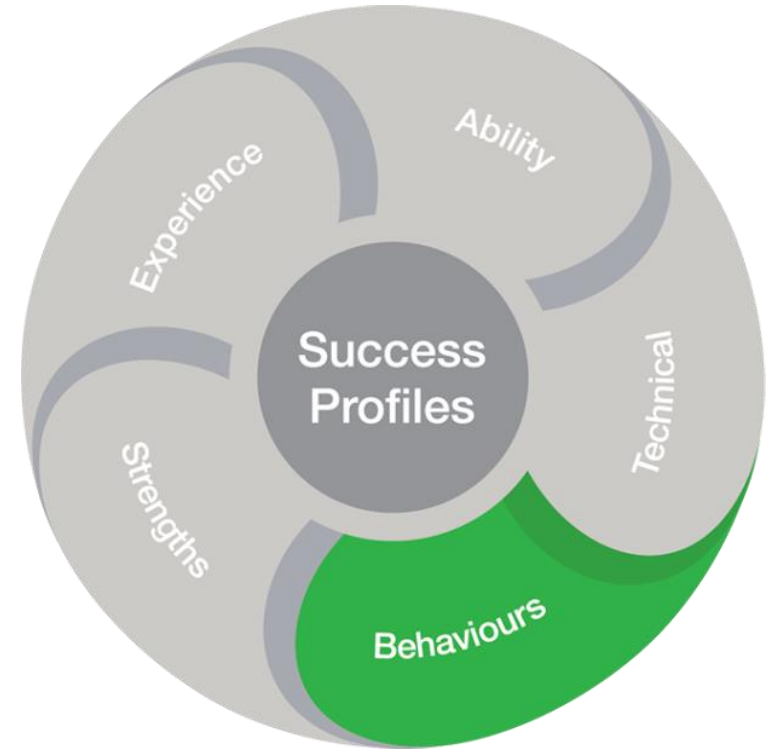 Ability
Experience
Success
Profiles
Technical
Strengths
Behaviours